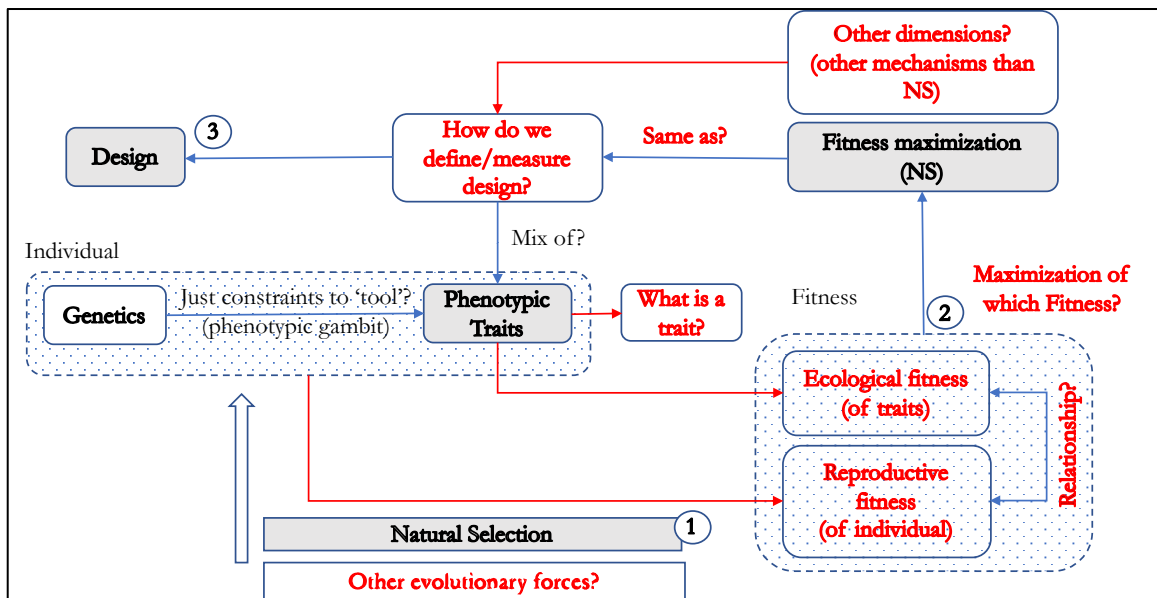 Other dimensions?
(other mechanisms than
NS)
3
Design
How do we
define/measure
design?
Same as?
Fitness maximization
(NS)
Mix of?
Individual
Genetics
Just constraints to ‘tool’?
(phenotypic gambit)
Phenotypic
Traits
What is a
trait?
Fitness
2
Maximization of
which Fitness?
Ecological fitness
(of traits)
Relationship?
Reproductive
fitness
(of individual)
Natural Selection
1
Other evolutionary forces?